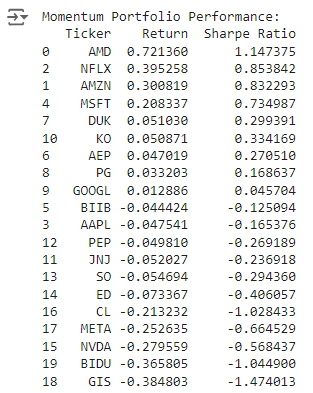 Momentum Portfolio Performance:
Ticker Return Sharpe Ratio
0 AMD 0.721360 1.147375
2 NFLX 0.395258 0.853842
1 AMZN 0.300819 0.832293
4 MSFT 0.208337 0.734987
7 DUK 0.051030 0.299391
10 KO 0.050871 0.334169
6 AEP 0.047019 0.270510
8 PG 0.033203 0.168637
9 GOOGL 0.012886 0.045704
5 BIIB -0.044424 -0.125094
3 AAPL -0.047541 -0.165376
12 PEP -0.049810 -0.269189
11 JNJ -0.052027 -0.236918
13 SO -0.054694 -0.294360
14 ED -0.073367 -0.406057
16 CL -0.213232 -1.028433
17 META -0.252635 -0.664529
15 NVDA -0.279559 -0.568437
19 BIDU -0.365805 -1.044900
18 GIS -0.384803 -1.474013